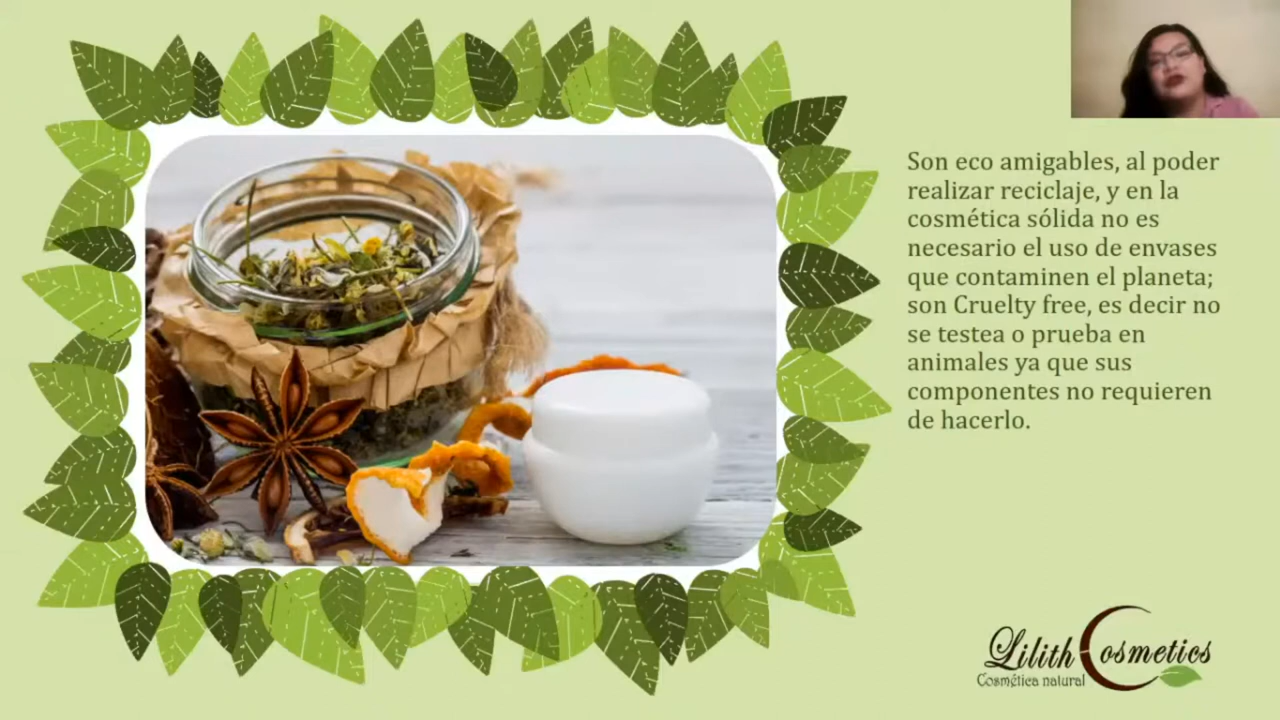 Son eco amigables, al poder
realizar reciclaje, y en la
cosmética sólida no es
necesario el uso de envases
que contaminen el planeta;
son Cruelty free, es decir no
se testea o prueba en
animales ya que sus
componentes no requieren
de hacerlo.
Lilith Cosmetics
Cosmética natural